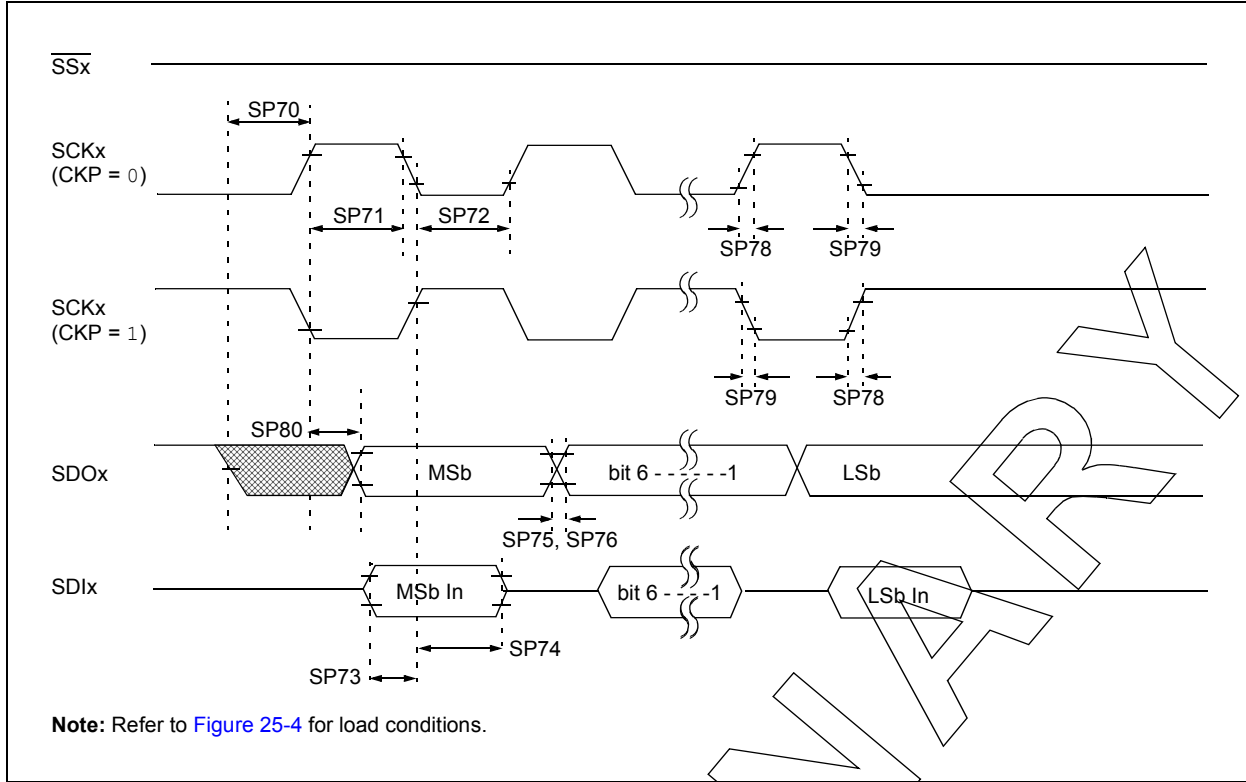 SSx
SP70
SCKx
(CKP = 0)
SP71
SP72
SP78
SP79
SCKx
(CKP = 1)
SP79
SP78
SP80
SDOx
MSb
bit 6 - - - - - -1
LSb
SP75, SP76
SDIx
MSb In
bit 6 - - - - -1
LSb In
SP74
SP73
Note: Refer to Figure 25-4 for load conditions.
Y
R
A